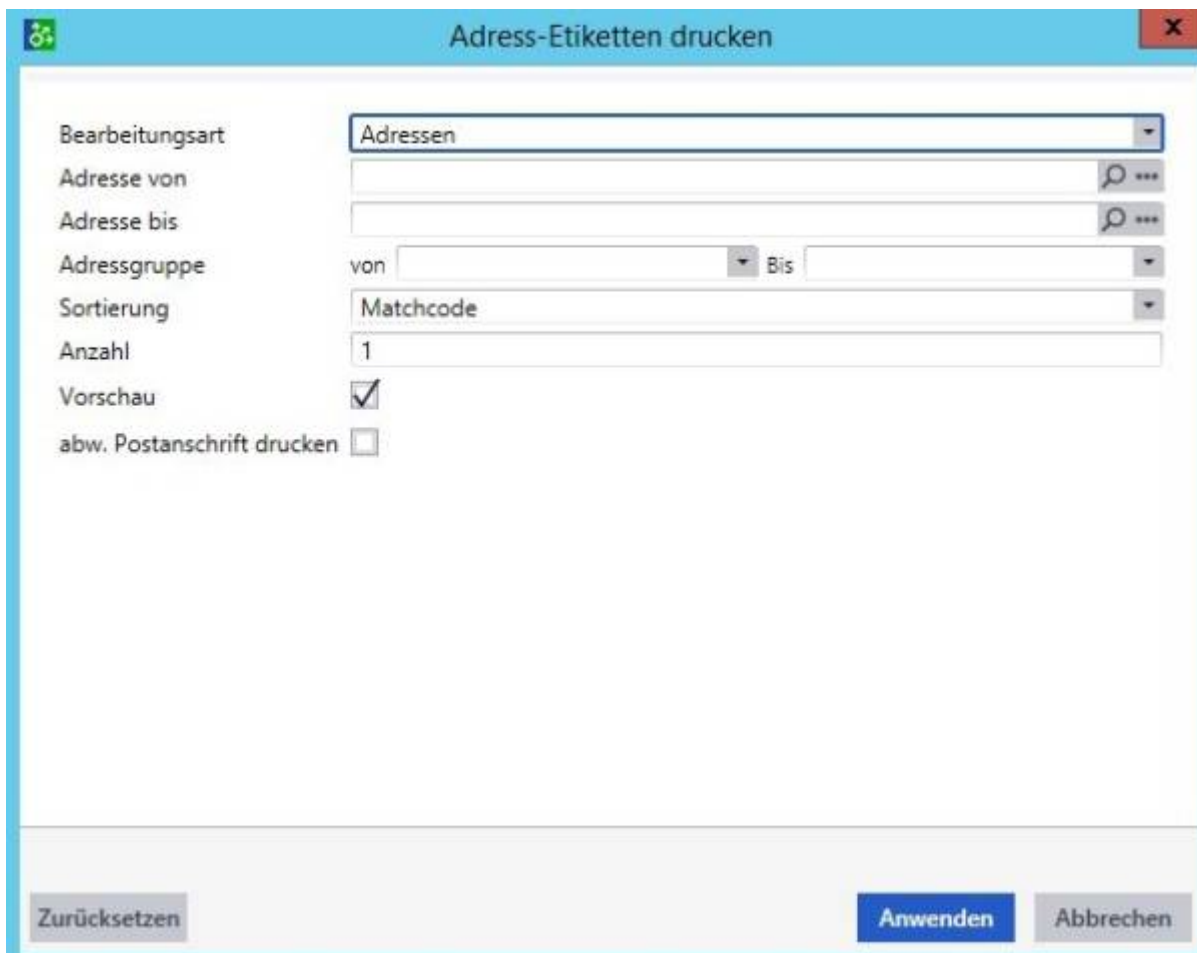 Adress-Etiketten drucken
x
Bearbeitungsart Adressen
Adresse von
Adresse bis
Adressgruppe von Bis
Sortierung Matchcode
Anzahl 1
Vorschau
abw. Postanschrift drucken
Zurücksetzen Anwenden Abbrechen